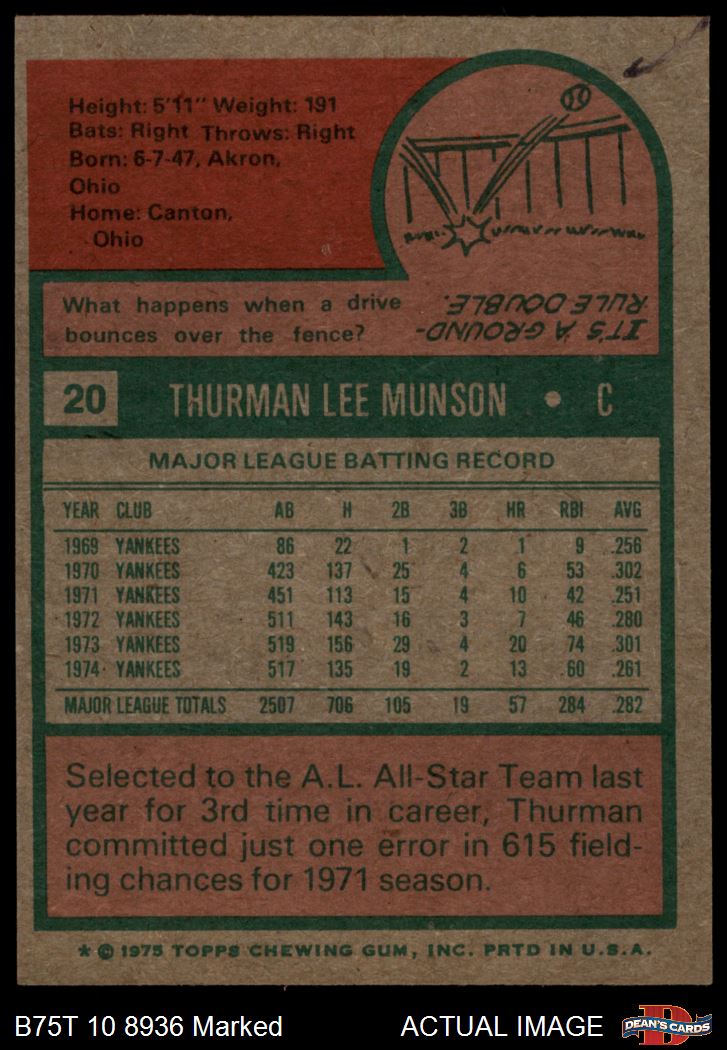 Height: 5'11" Weight: 191
Bats: Right Throws: Right
Born: 6-7-47, Akron,
Ohio
Home: Canton,
Ohio
What happens when a drive
bounces over the fence?
IT'S A GROUND-
RULE DOUBLE.
20 THURMAN LEE MUNSON • C
MAJOR LEAGUE BATTING RECORD
YEAR CLUB AB H 2B 3B HR RBI AVG
1969 YANKEES 86 22 1 2 1 9 .256
1970 YANKEES 423 137 25 4 6 53 .302
1971 YANKEES 451 113 15 4 10 42 .251
1972 YANKEES 511 143 16 3 7 46 .280
1973 YANKEES 519 156 29 4 20 74 .301
1974 YANKEES 517 135 19 2 13 60 .261
MAJOR LEAGUE TOTALS 2507 706 105 19 57 284 .282
Selected to the A.L. All-Star Team last
year for 3rd time in career, Thurman
committed just one error in 615 field-
ing chances for 1971 season.
* © 1975 TOPPS CHEWING GUM, INC. PRTD IN U.S.A.
B75T 10 8936 Marked ACTUAL IMAGE
D
DEAN'S CARDS